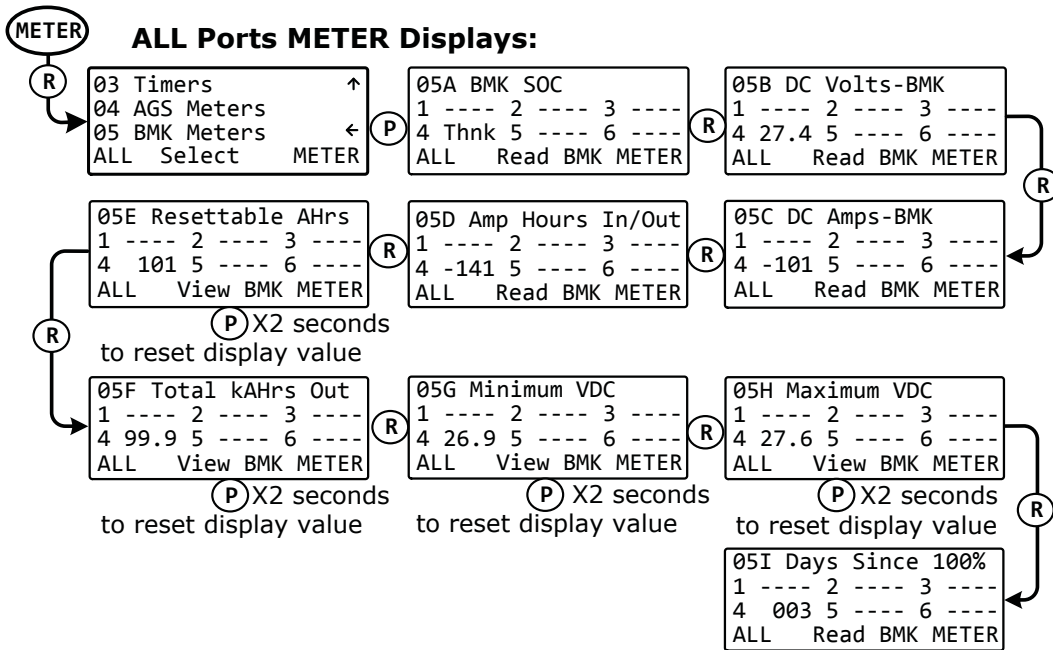 METER
ALL Ports METER Displays:
R
03 Timers ↑
04 AGS Meters
05 BMK Meters ←
ALL Select METER
P
05A BMK SOC
1 ---- 2 ---- 3 ----
4 Thnk 5 ---- 6 ----
ALL Read BMK METER
R
05B DC Volts-BMK
1 ---- 2 ---- 3 ----
4 27.4 5 ---- 6 ----
ALL Read BMK METER
R
05E Resettable AHrs
1 ---- 2 ---- 3 ----
4 101 5 ---- 6 ----
ALL View BMK METER
P X2 seconds
to reset display value
R
05D Amp Hours In/Out
1 ---- 2 ---- 3 ----
4 -141 5 ---- 6 ----
ALL Read BMK METER
R
05C DC Amps-BMK
1 ---- 2 ---- 3 ----
4 -101 5 ---- 6 ----
ALL Read BMK METER
R
05F Total kAHrs Out
1 ---- 2 ---- 3 ----
4 99.9 5 ---- 6 ----
ALL View BMK METER
P X2 seconds
to reset display value
R
05G Minimum VDC
1 ---- 2 ---- 3 ----
4 26.9 5 ---- 6 ----
ALL View BMK METER
P X2 seconds
to reset display value
R
05H Maximum VDC
1 ---- 2 ---- 3 ----
4 27.6 5 ---- 6 ----
ALL View BMK METER
P X2 seconds
to reset display value
R
05I Days Since 100%
1 ---- 2 ---- 3 ----
4 003 5 ---- 6 ----
ALL Read BMK METER